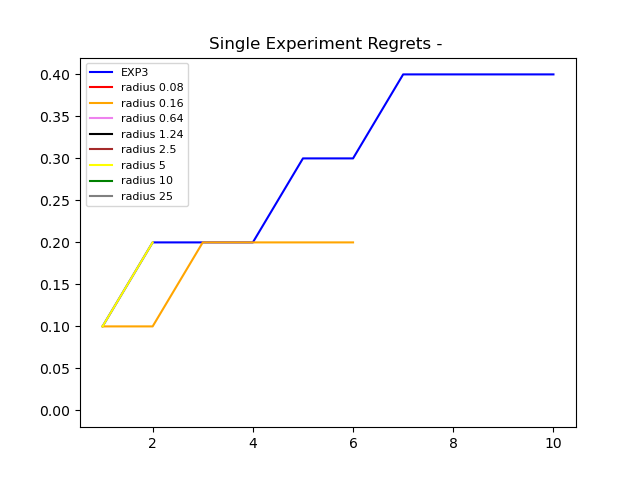 Single Experiment Regrets -
0.40
0.35
0.30
0.25
0.20
0.15
0.10
0.05
0.00
EXP3
radius 0.08
radius 0.16
radius 0.64
radius 1.24
radius 2.5
radius 5
radius 10
radius 25
2 4 6 8 10